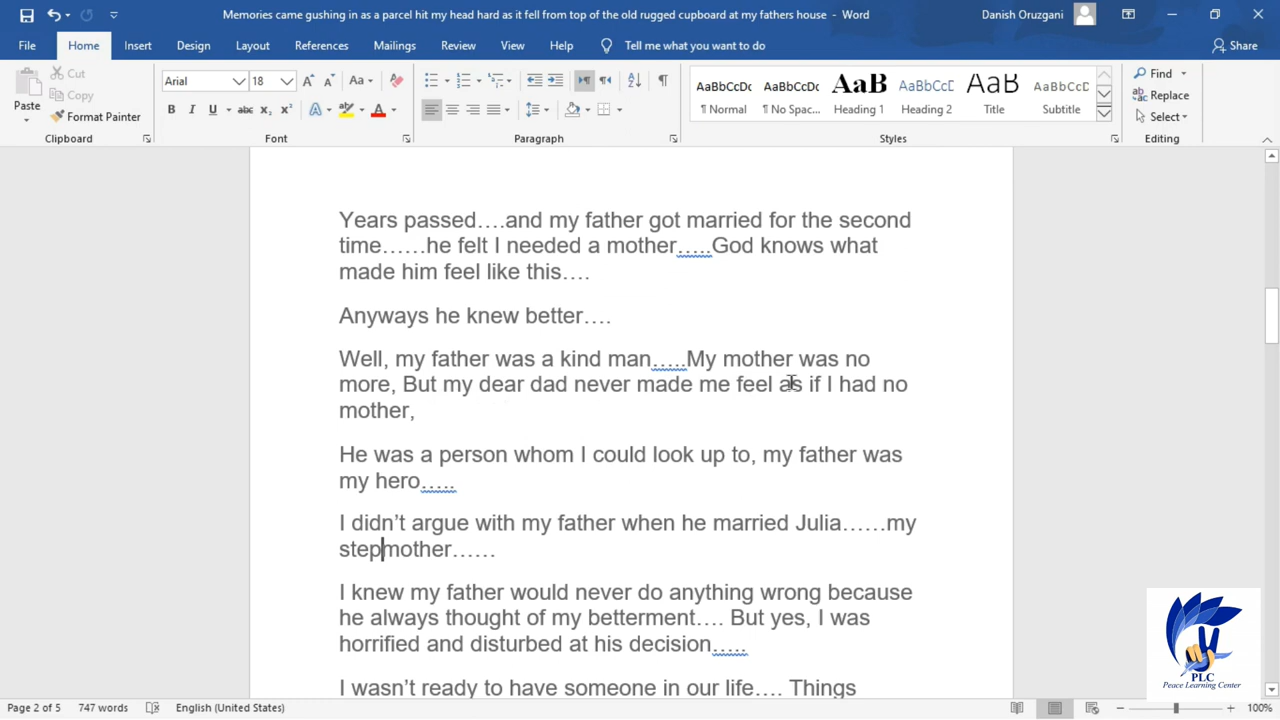 Memories came gushing in as a parcel hit my head hard as it fell from top of the old rugged cupboard at my fathers house - Word
Danish Oruzgani
File Home Insert Design Layout References Mailings Review View Help Tell me what you want to do Share
Paste
Cut
Copy
Format Painter
Clipboard
Arial 18
Font
Paragraph
AaBbCcDc AaBbCcDc AaB AaBbCcD AaB AaBbCcD
¶ Normal ¶ No Spac... Heading 1 Heading 2 Title Subtitle
Styles
Find
Replace
Select
Editing
Years passed….and my father got married for the second
time……he felt I needed a mother…..God knows what
made him feel like this….
Anyways he knew better….
Well, my father was a kind man…..My mother was no
more, But my dear dad never made me feel as if I had no
mother,
He was a person whom I could look up to, my father was
my hero…..
I didn’t argue with my father when he married Julia……my
stepmother……
I knew my father would never do anything wrong because
he always thought of my betterment…. But yes, I was
horrified and disturbed at his decision…..
I wasn’t ready to have someone in our life…. Things
PLC
Peace Learning Center
Page 2 of 5 747 words English (United States) 100%